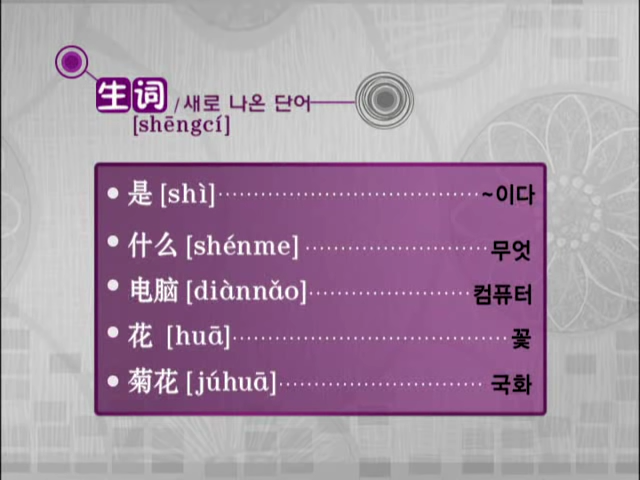 生词 / 새로 나온 단어
[shēngcí]
• 是 [shì]·····~이다
• 什么 [shénme]·····무엇
• 电脑 [diànnǎo]·····컴퓨터
• 花 [huā]·····꽃
• 菊花 [júhuā]·····국화